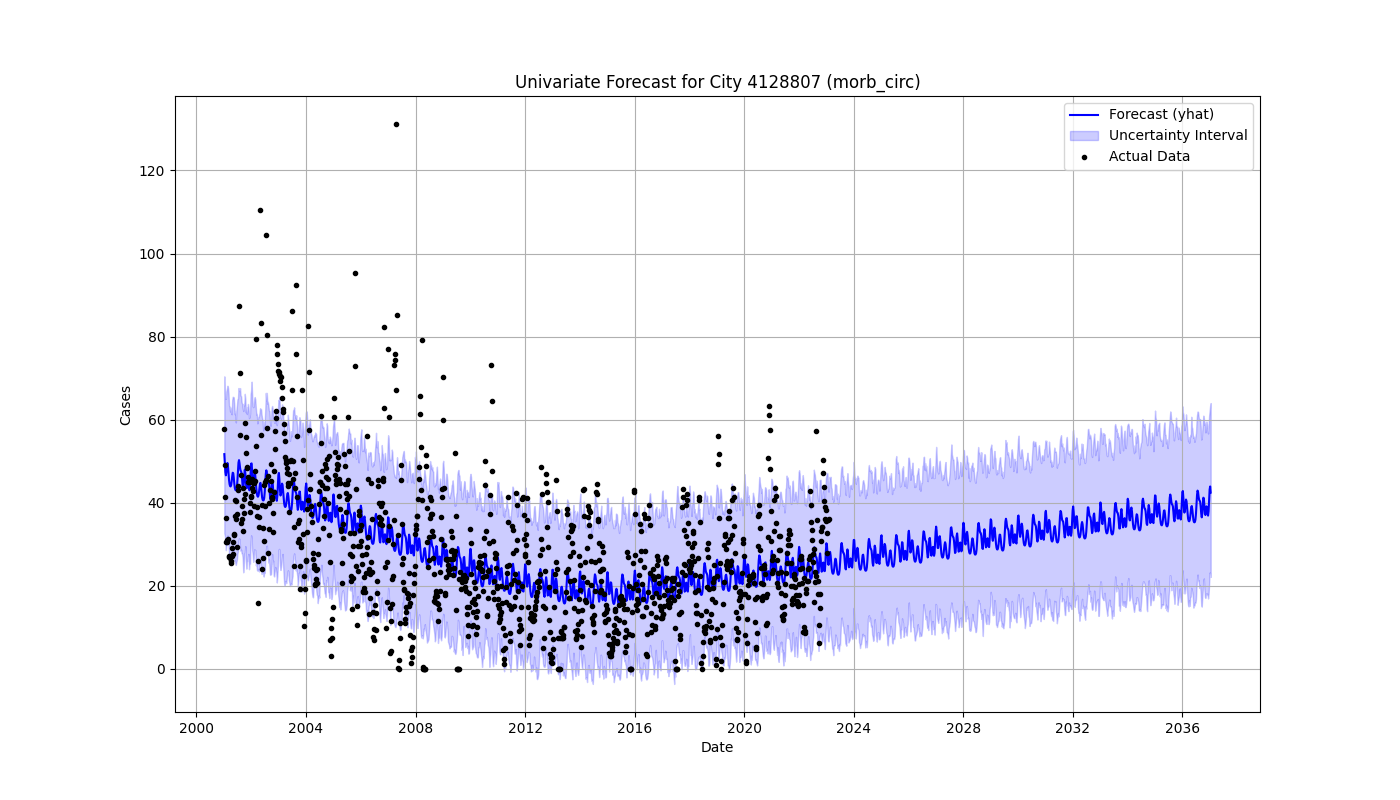 Univariate Forecast for City 4128807 (morb_circ)
Forecast (yhat)
Uncertainty Interval
Actual Data
120
100
80
60
40
20
0
Cases
2000 2004 2008 2012 2016 2020 2024 2028 2032 2036
Date